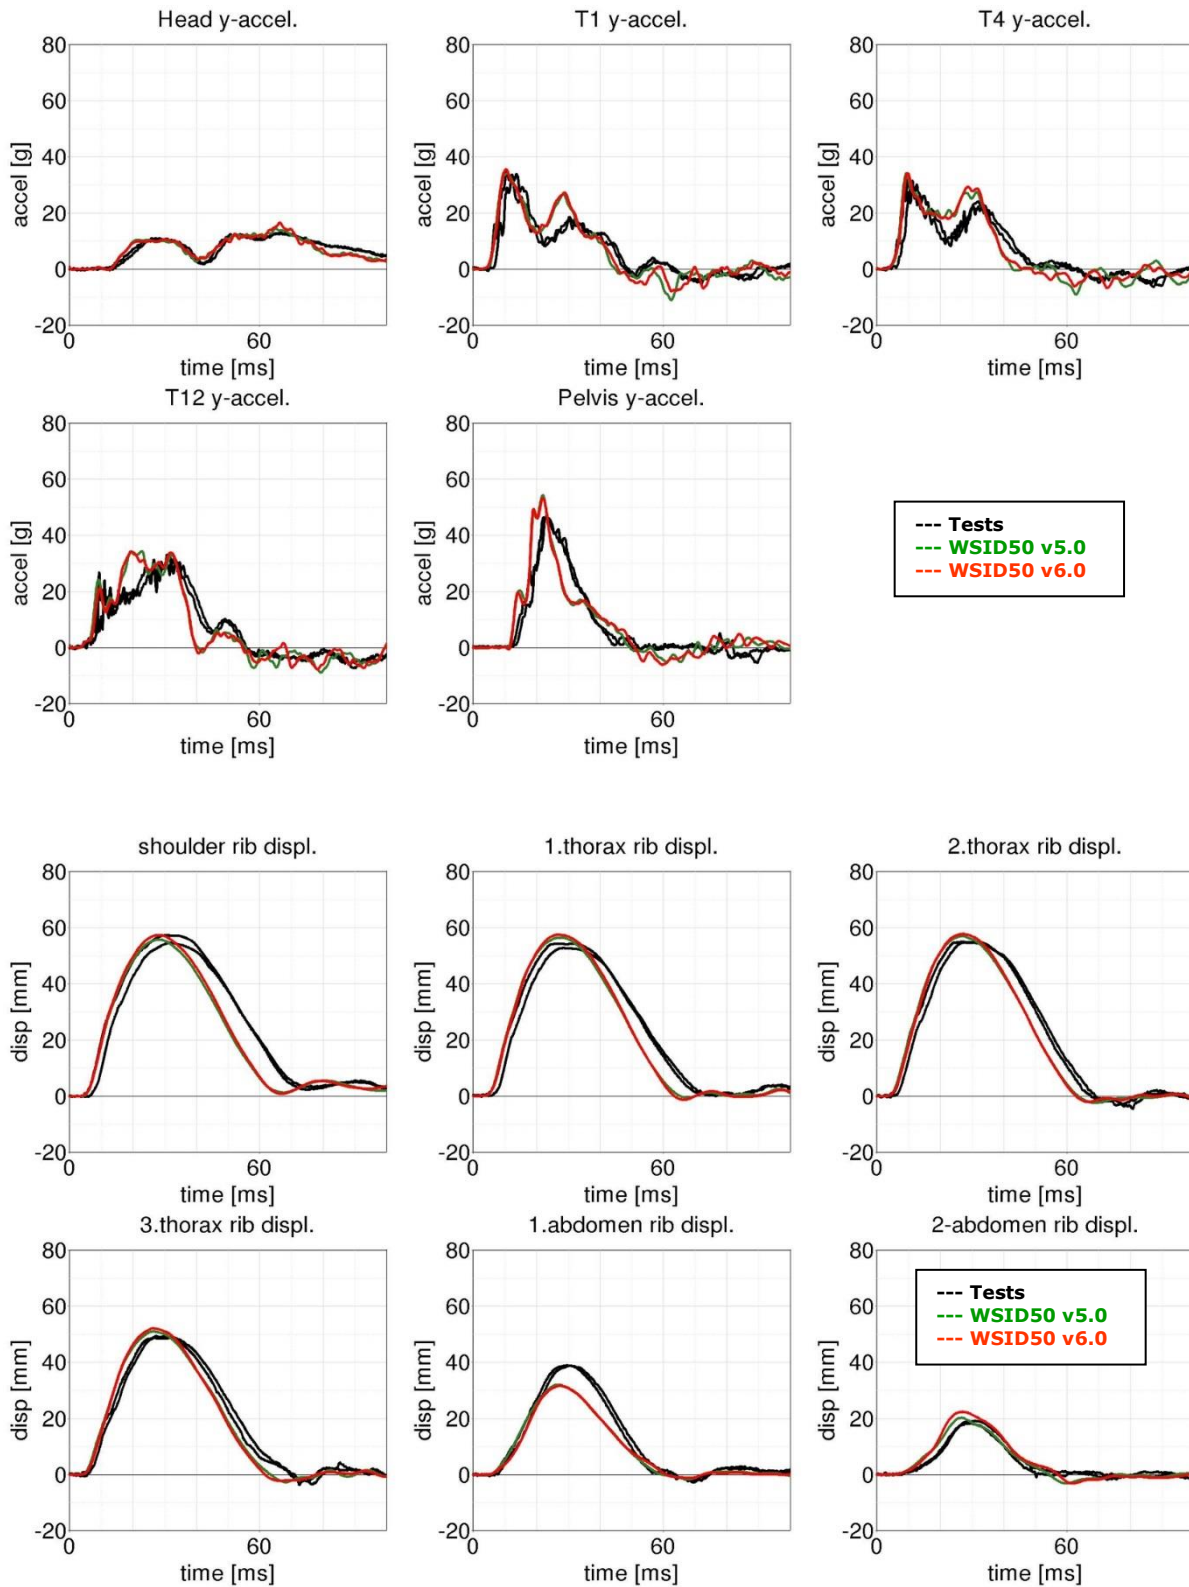 Head y-accel.
T1 y-accel.
T4 y-accel.
80
60
40
20
0
-20
accel [g]
0
60
time [ms]
80
60
40
20
0
-20
accel [g]
0
60
time [ms]
80
60
40
20
0
-20
accel [g]
0
60
time [ms]
T12 y-accel.
Pelvis y-accel.
80
60
40
20
0
-20
accel [g]
0
60
time [ms]
80
60
40
20
0
-20
accel [g]
0
60
time [ms]
--- Tests
--- WSID50 v5.0
--- WSID50 v6.0
shoulder rib displ.
1.thorax rib displ.
2.thorax rib displ.
80
60
40
20
0
-20
disp [mm]
0
60
time [ms]
80
60
40
20
0
-20
disp [mm]
0
60
time [ms]
80
60
40
20
0
-20
disp [mm]
0
60
time [ms]
3.thorax rib displ.
1.abdomen rib displ.
2-abdomen rib displ.
80
60
40
20
0
-20
disp [mm]
0
60
time [ms]
80
60
40
20
0
-20
disp [mm]
0
60
time [ms]
80
60
40
20
0
-20
disp [mm]
0
60
time [ms]
--- Tests
--- WSID50 v5.0
--- WSID50 v6.0